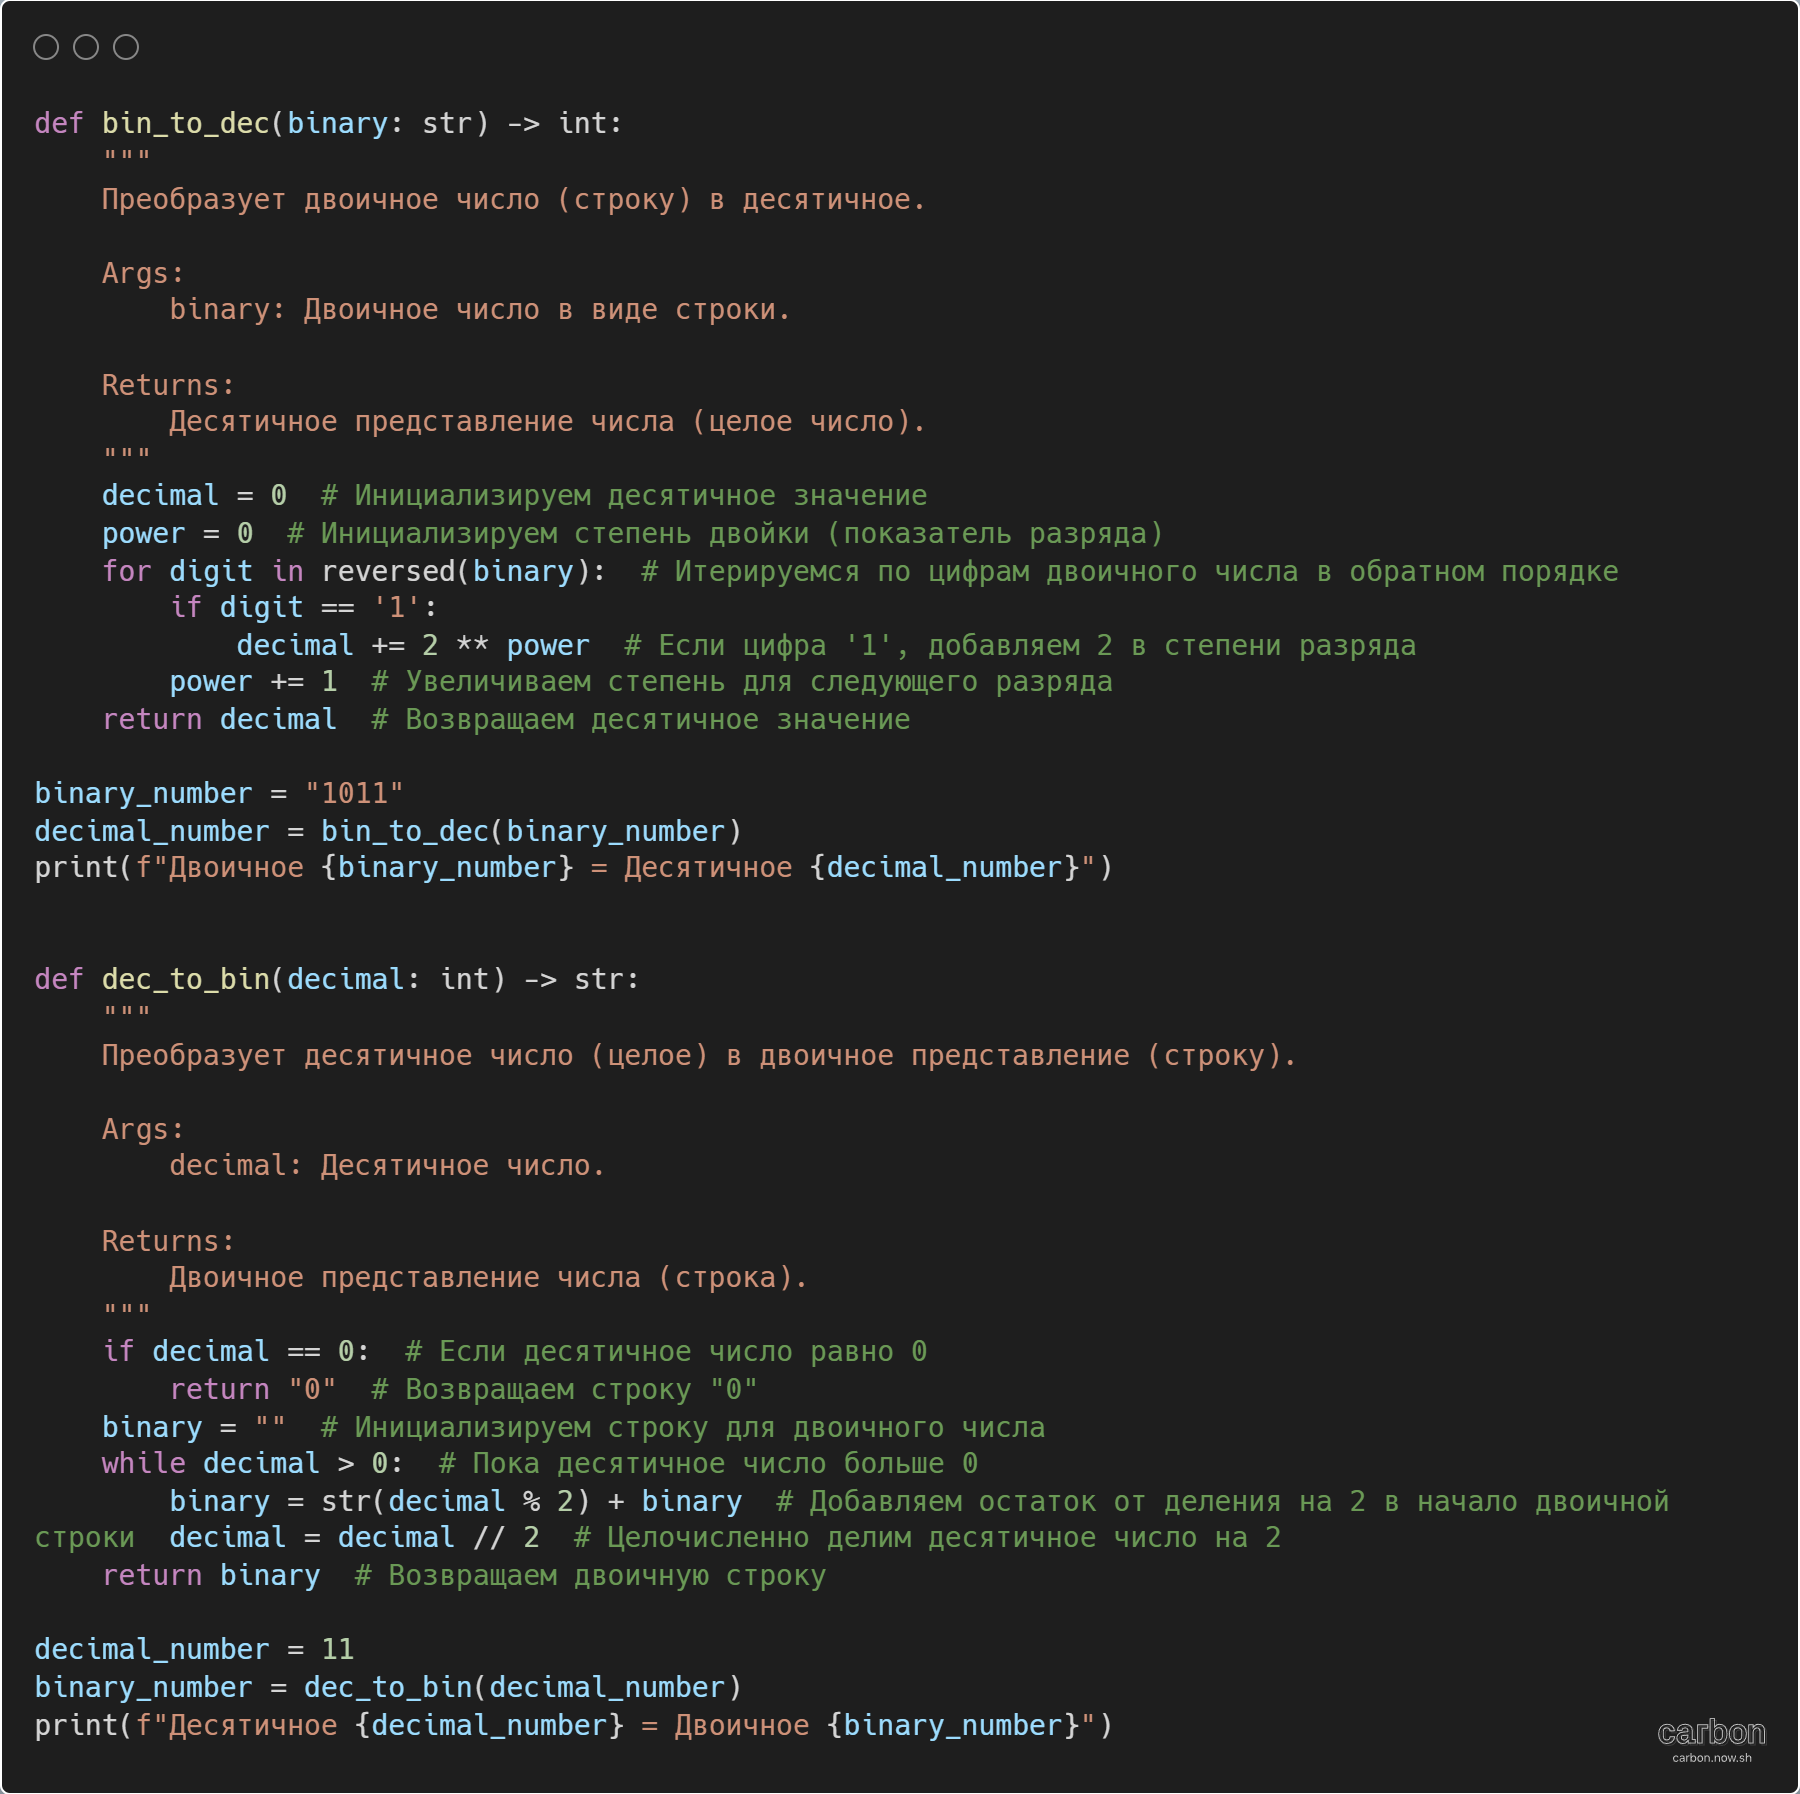 def bin_to_dec(binary: str) -> int:
    """
    Преобразует двоичное число (строку) в десятичное.

    Args:
        binary: Двоичное число в виде строки.

    Returns:
        Десятичное представление числа (целое число).
    """
    decimal = 0  # Инициализируем десятичное значение
    power = 0  # Инициализируем степень двойки (показатель разряда)
    for digit in reversed(binary):  # Итерируемся по цифрам двоичного числа в обратном порядке
        if digit == '1':
            decimal += 2 ** power  # Если цифра '1', добавляем 2 в степени разряда
        power += 1  # Увеличиваем степень для следующего разряда
    return decimal  # Возвращаем десятичное значение

binary_number = "1011"
decimal_number = bin_to_dec(binary_number)
print(f"Двоичное {binary_number} = Десятичное {decimal_number}")


def dec_to_bin(decimal: int) -> str:
    """
    Преобразует десятичное число (целое) в двоичное представление (строку).

    Args:
        decimal: Десятичное число.

    Returns:
        Двоичное представление числа (строка).
    """
    if decimal == 0:  # Если десятичное число равно 0
        return "0"  # Возвращаем строку "0"
    binary = ""  # Инициализируем строку для двоичного числа
    while decimal > 0:  # Пока десятичное число больше 0
        binary = str(decimal % 2) + binary  # Добавляем остаток от деления на 2 в начало двоичной
строки  decimal = decimal // 2  # Целочисленно делим десятичное число на 2
    return binary  # Возвращаем двоичную строку

decimal_number = 11
binary_number = dec_to_bin(decimal_number)
print(f"Десятичное {decimal_number} = Двоичное {binary_number}")
carbon
carbon.now.sh